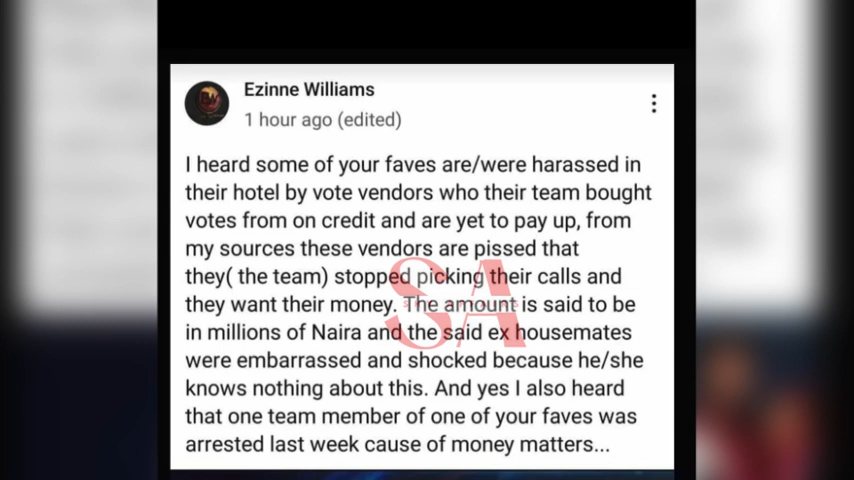 Ezinne Williams
1 hour ago (edited)
I heard some of your faves are/were harassed in
their hotel by vote vendors who their team bought
votes from on credit and are yet to pay up, from
my sources these vendors are pissed that
they( the team) stopped picking their calls and
they want their money. The amount is said to be
in millions of Naira and the said ex housemates
were embarrassed and shocked because he/she
knows nothing about this. And yes I also heard
that one team member of one of your faves was
arrested last week cause of money matters...
SA